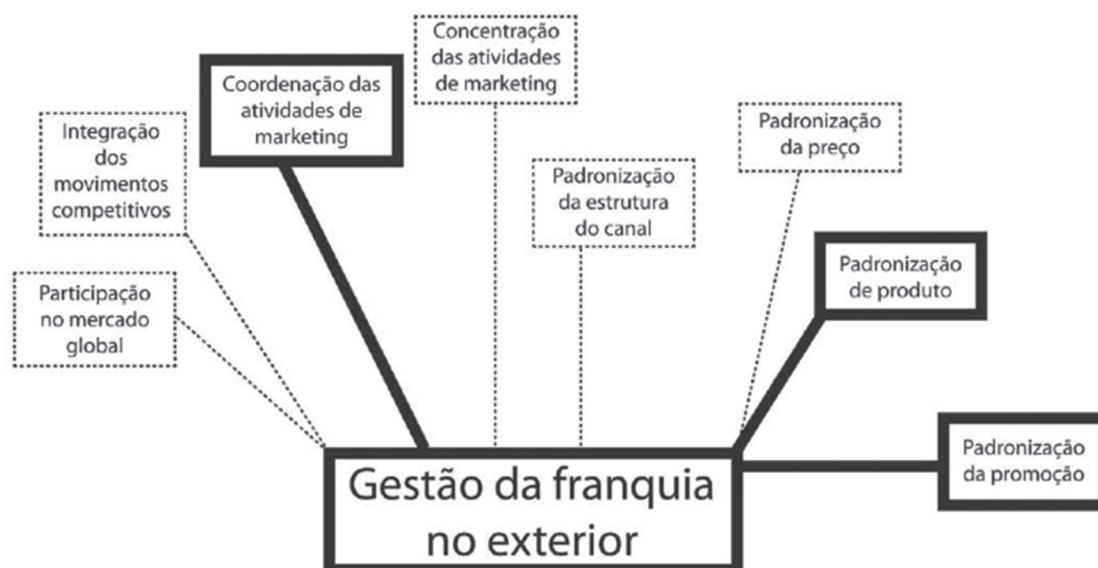 Concentração
das atividades
de marketing
Coordenação das
atividades de
marketing
Integração
dos
movimentos
competitivos
Padronização
da preço
Padronização
da estrutura
do canal
Padronização
de produto
Participação
no mercado
global
Padronização
da promoção
Gestão da franquia
no exterior